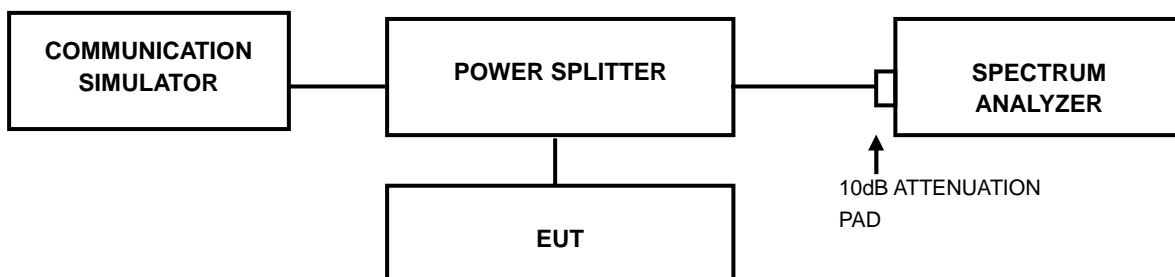 COMMUNICATION
SIMULATOR
POWER SPLITTER
SPECTRUM
ANALYZER
10dB ATTENUATION
PAD
EUT